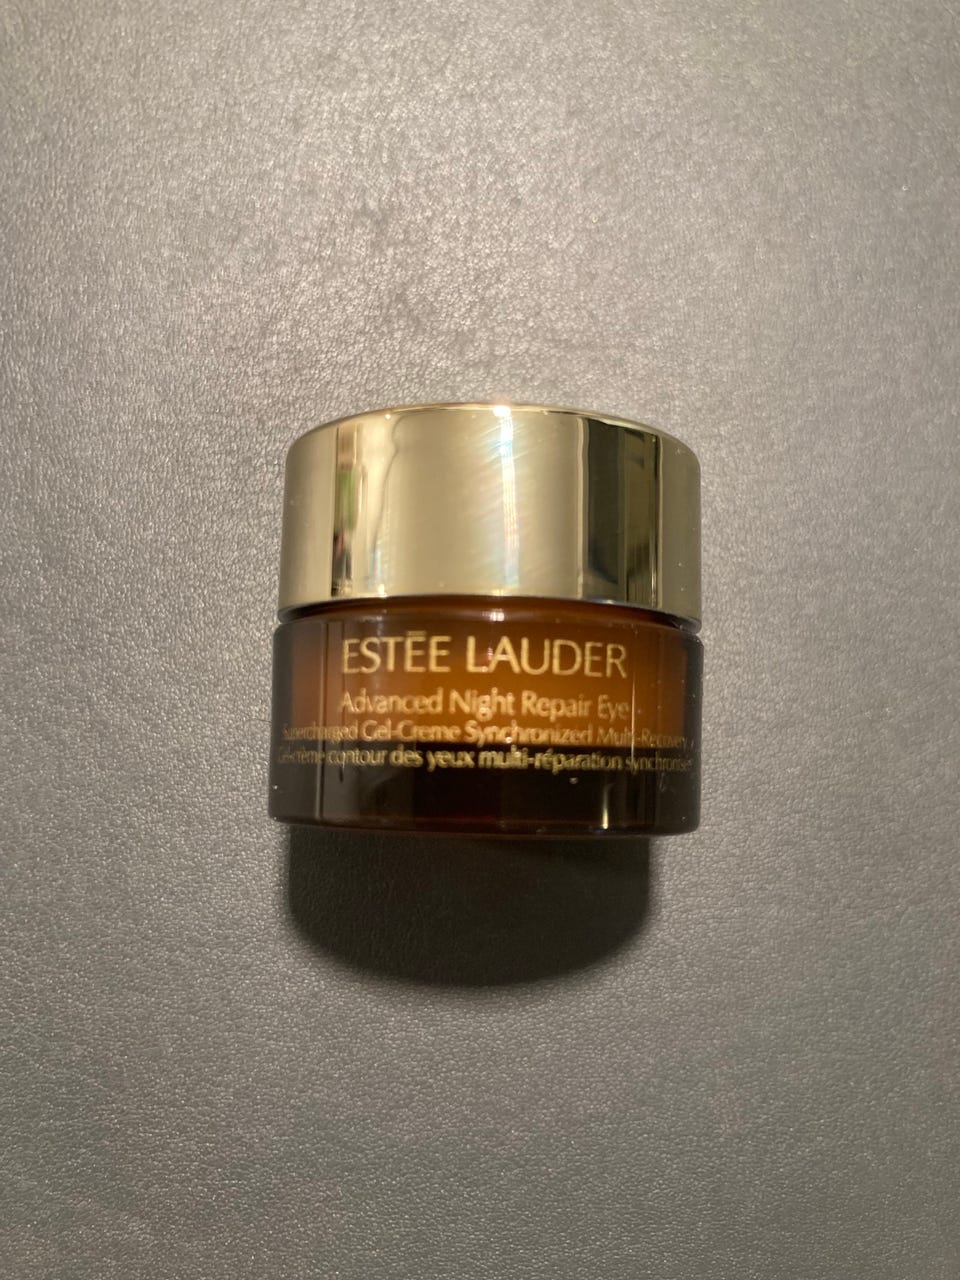 ESTĒE LAUDER
Advanced Night Repair Eye
Supercharged Gel-Creme Synchronized Multi-Recovery /
Gel-crème contour des yeux multi-réparation